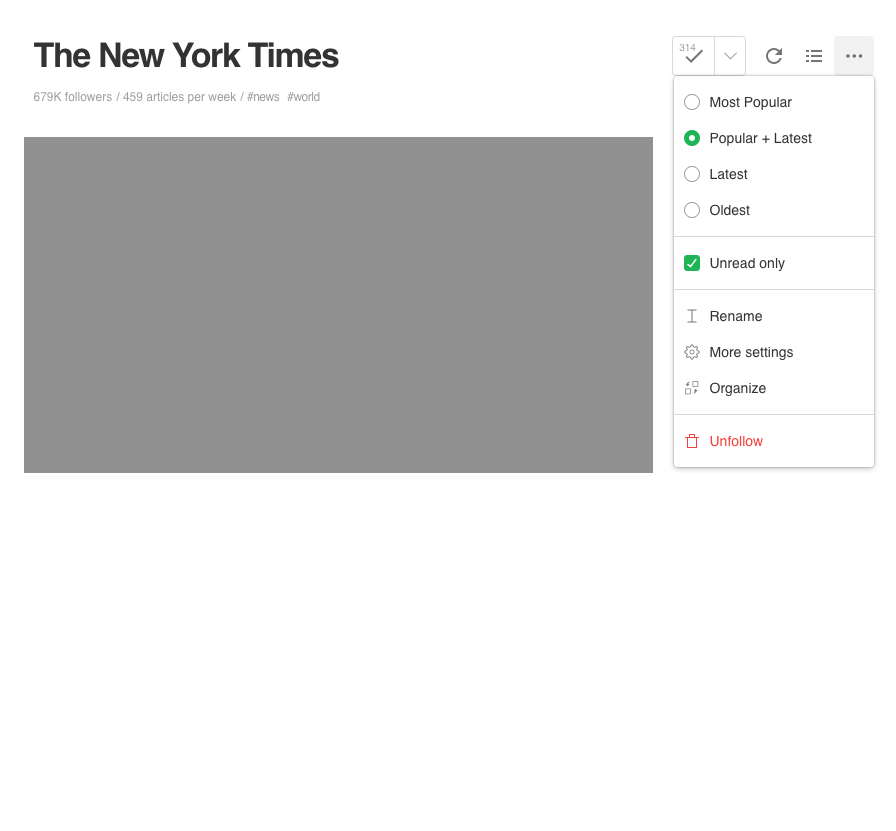 The New York Times
314
679K followers / 459 articles per week / #news #world
Most Popular
Popular + Latest
Latest
Oldest
Unread only
Rename
More settings
Organize
Unfollow